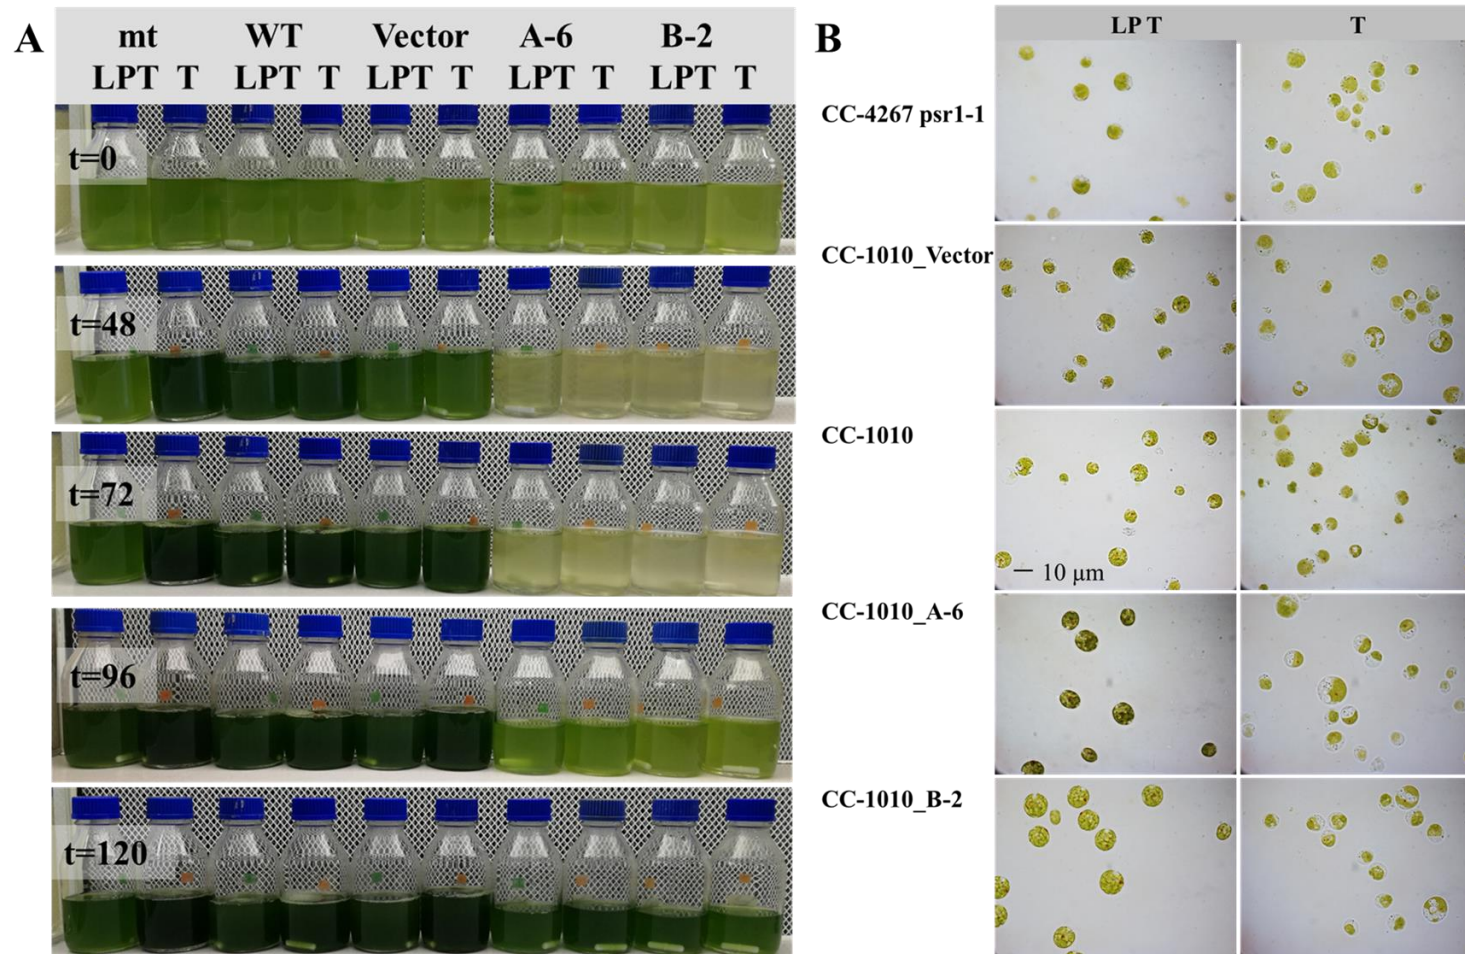 A
mt WT Vector A-6 B-2
LPT T LPT T LPT T LPT T LPT T
t=0
t=48
t=72
t=96
t=120
B
LP T T
CC-4267 psr1-1
CC-1010_Vector
CC-1010
10 µm
CC-1010_A-6
CC-1010_B-2